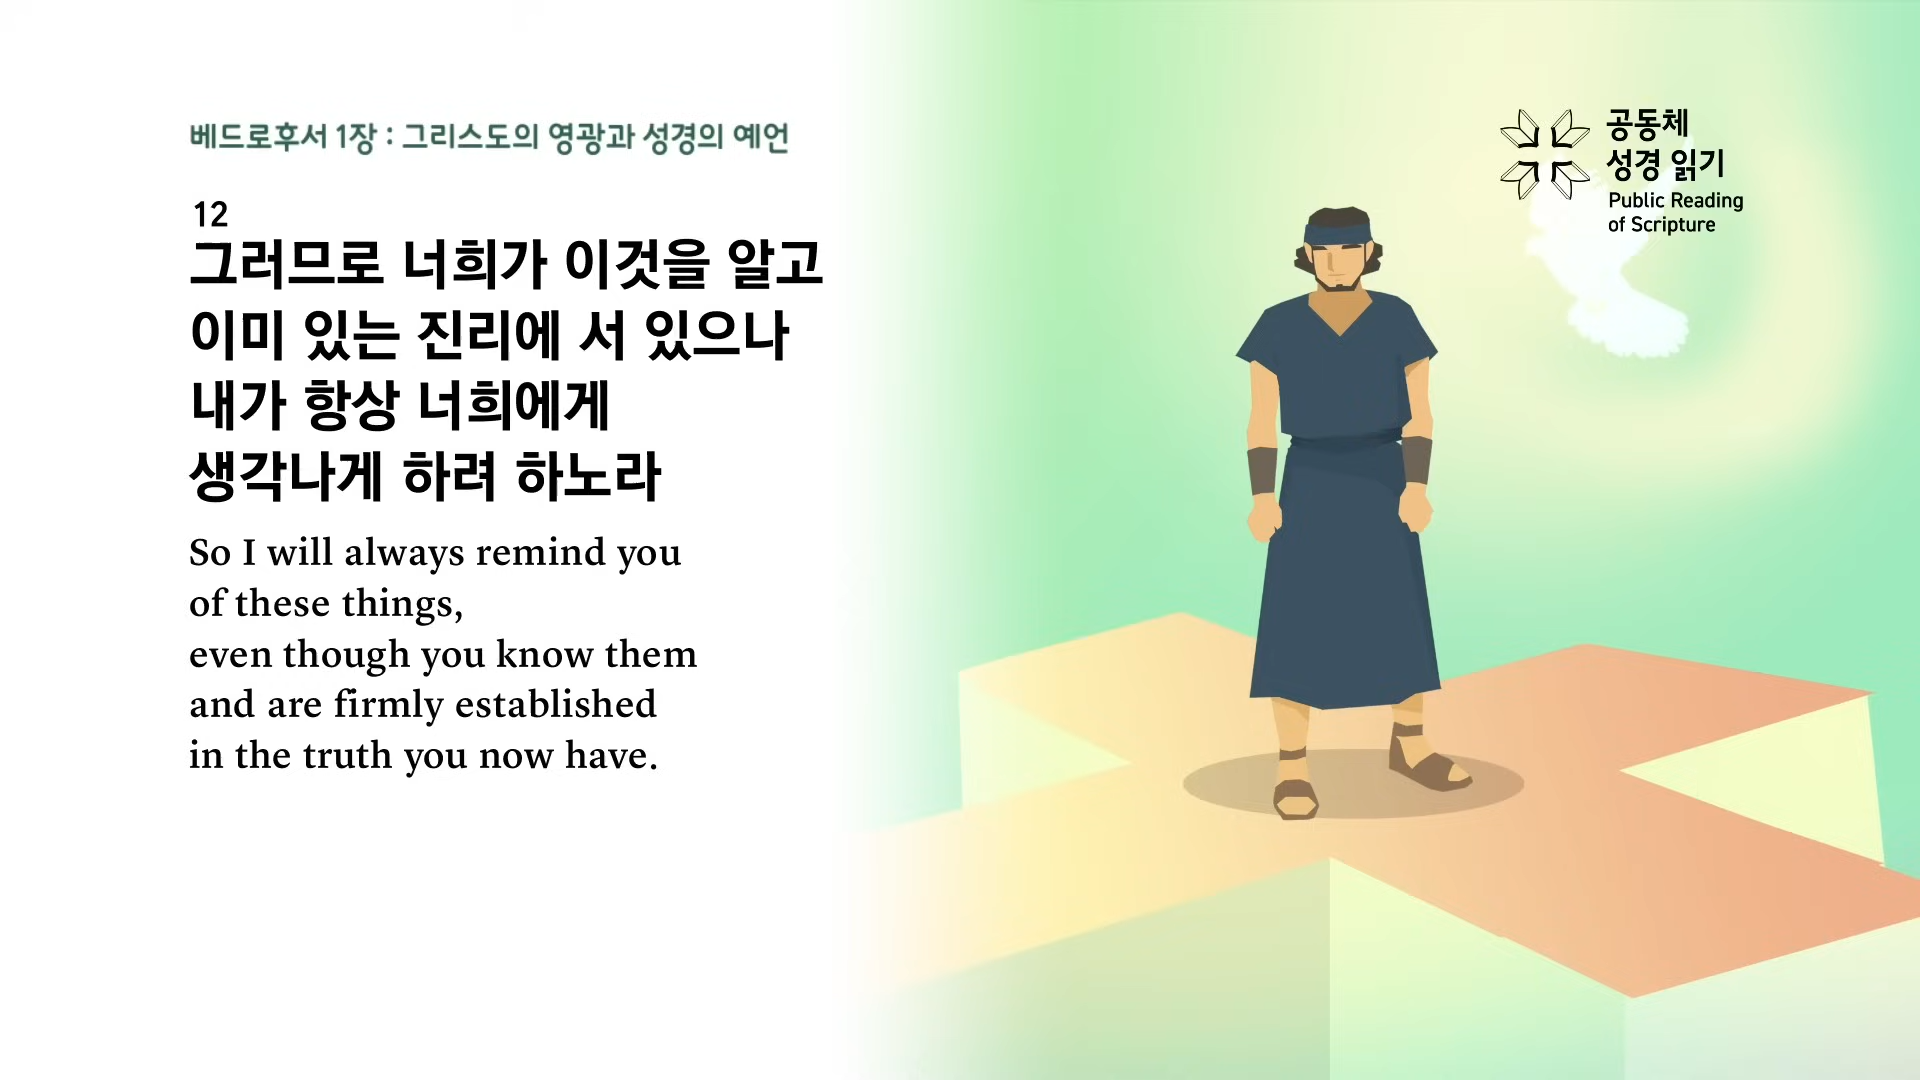 베드로후서 1장 : 그리스도의 영광과 성경의 예언
12
그러므로 너희가 이것을 알고
이미 있는 진리에 서 있으나
내가 항상 너희에게
생각나게 하려 하노라
So I will always remind you
of these things,
even though you know them
and are firmly established
in the truth you now have.
공동체
성경 읽기
Public Reading
of Scripture